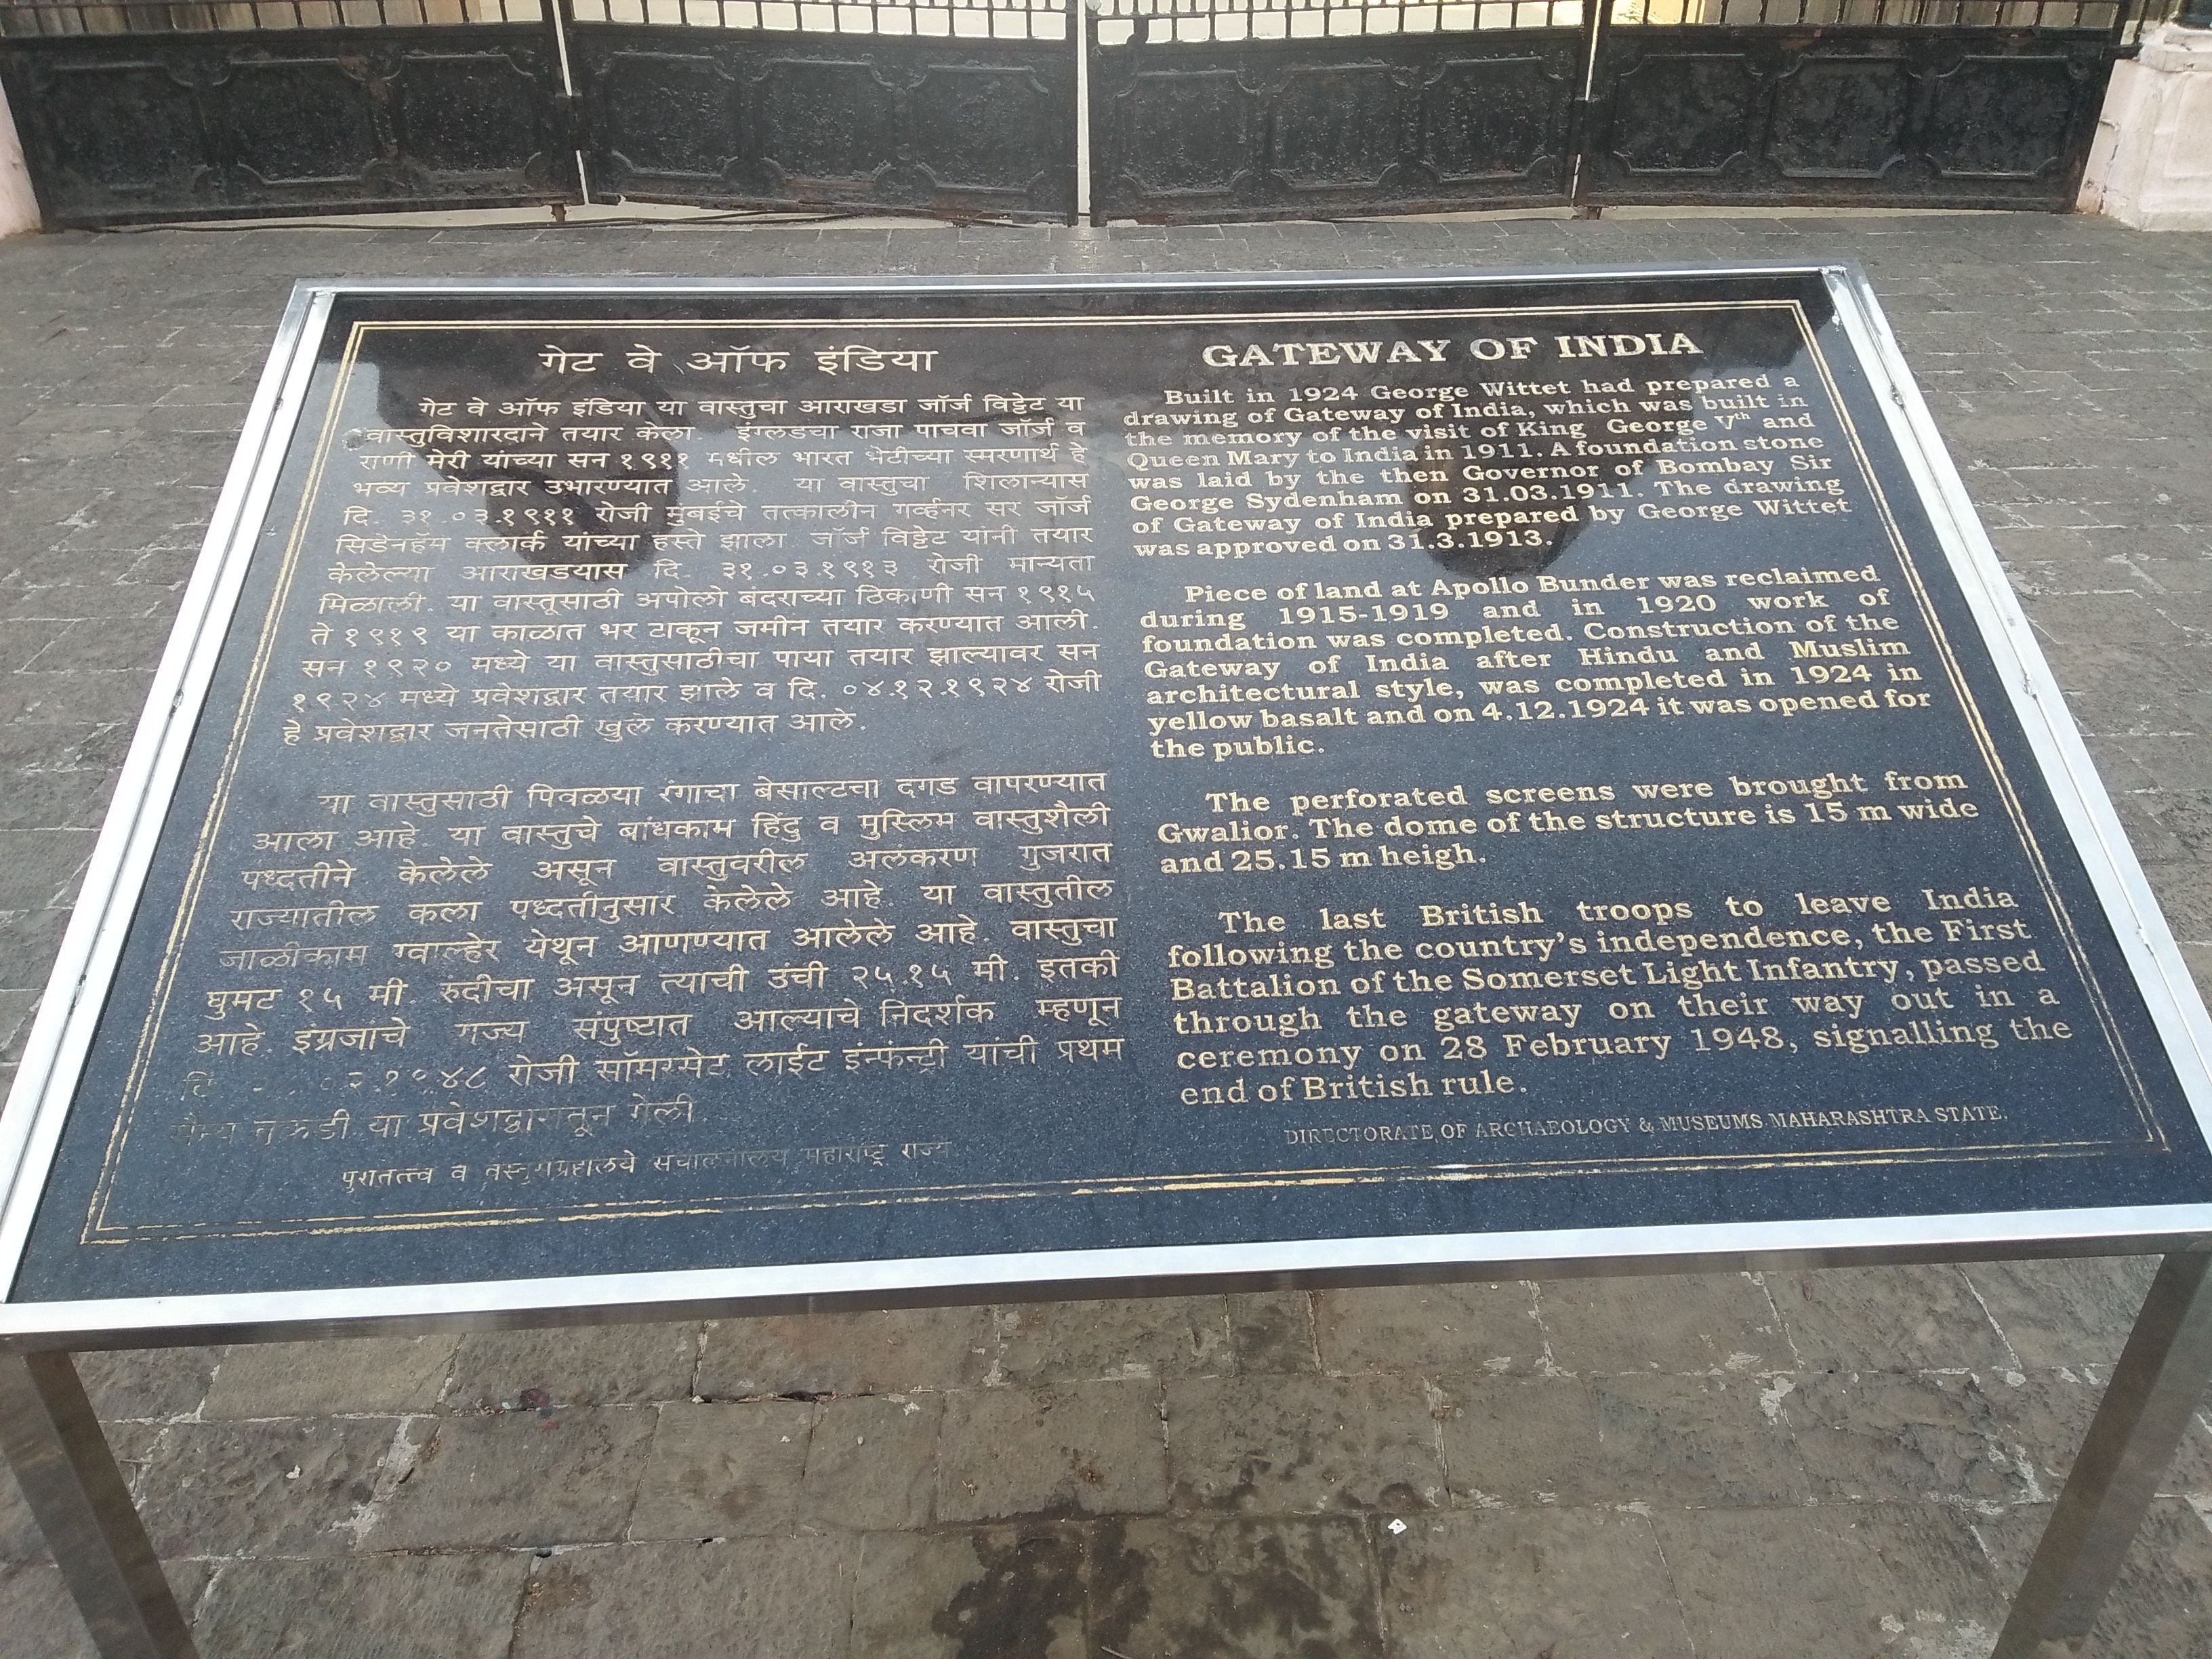 गेट वे ऑफ इंडिया
गेट वे ऑफ इंडिया या वास्तुचा आराखडा जॉर्ज विट्टेट या
वास्तुविशारदाने तयार केला. इंग्लडचा राजा पाचवा जॉर्ज व
राणी मेरी यांच्या सन १९११ मधील भारत भेटीच्या स्मरणार्थ हे
भव्य प्रवेशद्वार उभारण्यात आले. या वास्तुचा शिलान्यास
दि. ३१.०३.१९११ रोजी मुंबईचे तत्कालीन गर्व्हनर सर जॉर्ज
सिडेनहॅम क्लार्क यांच्या हस्ते झाला. जॉर्ज विट्टेट यांनी तयार
केलेल्या आराखडयास दि. ३१.०३.१९१३ रोजी मान्यता
मिळाली. या वास्तूसाठी अपोलो बंदराच्या ठिकाणी सन १९१५
ते १९१९ या काळात भर टाकून जमीन तयार करण्यात आली.
सन १९२० मध्ये या वास्तुसाठीचा पाया तयार झाल्यावर सन
१९२४ मध्ये प्रवेशद्वार तयार झाले व दि. ०४.१२.१९२४ रोजी
हे प्रवेशद्वार जनतेसाठी खुले करण्यात आले.
या वास्तुसाठी पिवळया रंगाचा बेसाल्टचा दगड वापरण्यात
आला आहे. या वास्तुचे बांधकाम हिंदु व मुस्लिम वास्तुशैली
पध्दतीने केलेले असून वास्तुवरील अलंकरण गुजरात
राज्यातील कला पध्दतीनुसार केलेले आहे. या वास्तुतील
जाळीकाम ग्वाल्हेर येथून आणण्यात आलेले आहे. वास्तुचा
घुमट १५ मी. रुंदीचा असून त्याची उंची २५.१५ मी. इतकी
आहे. इंग्रजांचे राज्य संपुष्टात आल्याचे निदर्शक म्हणून
रोजी सॉमरसेट लाईट इंन्फंन्ट्री यांची प्रथम
सैन्य तुकडी या प्रवेशद्वारातून गेली.
पुरातत्त्व व वस्तुसंग्रहालये संचालनालय महाराष्ट्र राज्य
GATEWAY OF INDIA
Built in 1924 George Wittet had prepared a
drawing of Gateway of India, which was built in
the memory of the visit of King George Vth and
Queen Mary to India in 1911. A foundation stone
was laid by the then Governor of Bombay Sir
George Sydenham on 31.03.1911. The drawing
of Gateway of India prepared by George Wittet
was approved on 31.3.1913.
Piece of land at Apollo Bunder was reclaimed
during 1915-1919 and in 1920 work of
foundation was completed. Construction of the
Gateway of India after Hindu and Muslim
architectural style, was completed in 1924 in
yellow basalt and on 4.12.1924 it was opened for
the public.
The perforated screens were brought from
Gwalior. The dome of the structure is 15 m wide
and 25.15 m heigh.
The last British troops to leave India
following the country's independence, the First
Battalion of the Somerset Light Infantry, passed
through the gateway on their way out in a
ceremony on 28 February 1948, signalling the
end of British rule.
DIRECTORATE OF ARCHAEOLOGY & MUSEUMS MAHARASHTRA STATE.